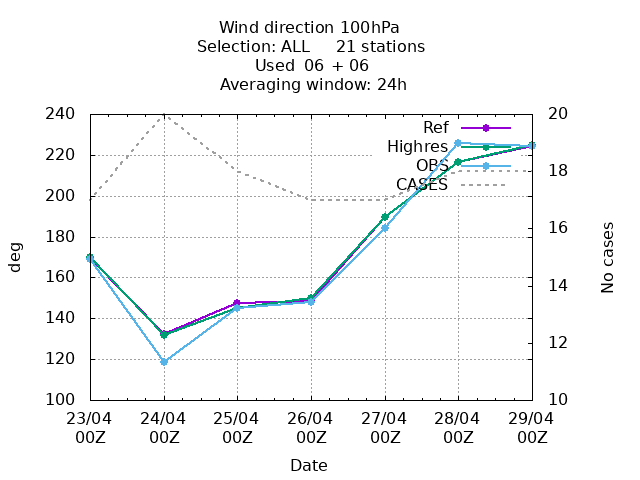 Wind direction 100hPa
Selection: ALL 21 stations
Used 06 + 06
Averaging window: 24h
240
220
200
180
160
140
120
100
20
18
16
14
12
10
Ref
Highres
OBS
CASES
deg
No cases
23/04 24/04 25/04 26/04 27/04 28/04 29/04
00Z 00Z 00Z 00Z 00Z 00Z 00Z
Date